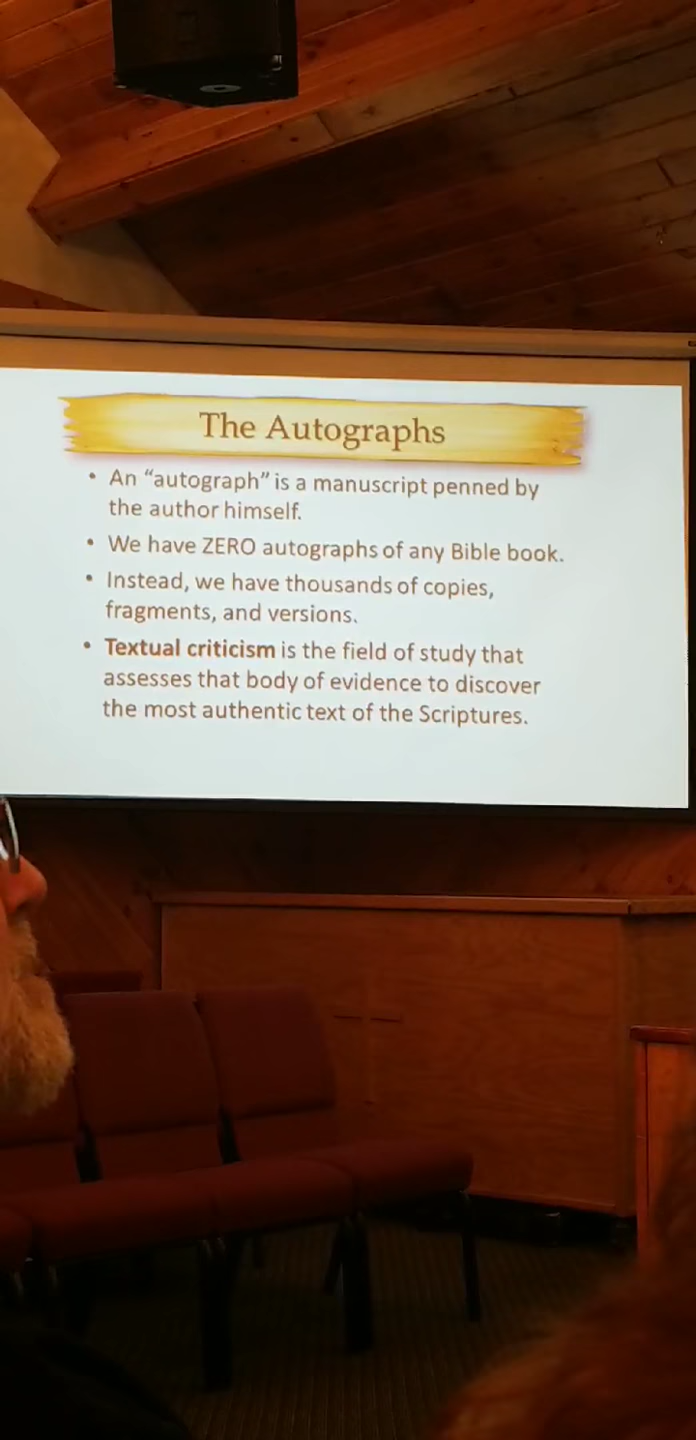 The Autographs
• An “autograph” is a manuscript penned by
the author himself.
• We have ZERO autographs of any Bible book.
• Instead, we have thousands of copies,
fragments, and versions.
• Textual criticism is the field of study that
assesses that body of evidence to discover
the most authentic text of the Scriptures.